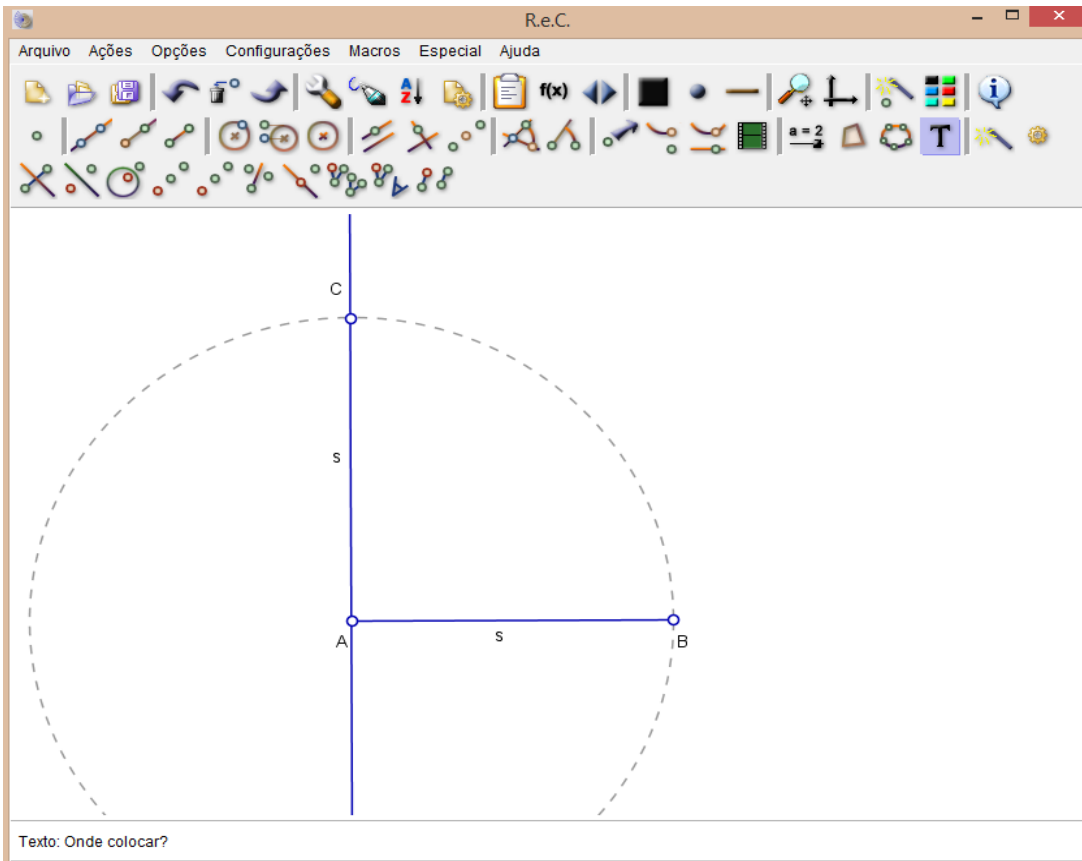 R.e.C.
Arquivo Ações Opções Configurações Macros Especial Ajuda
A Z f(x) i
a = 2 T
C
s
A s B
Texto: Onde colocar?